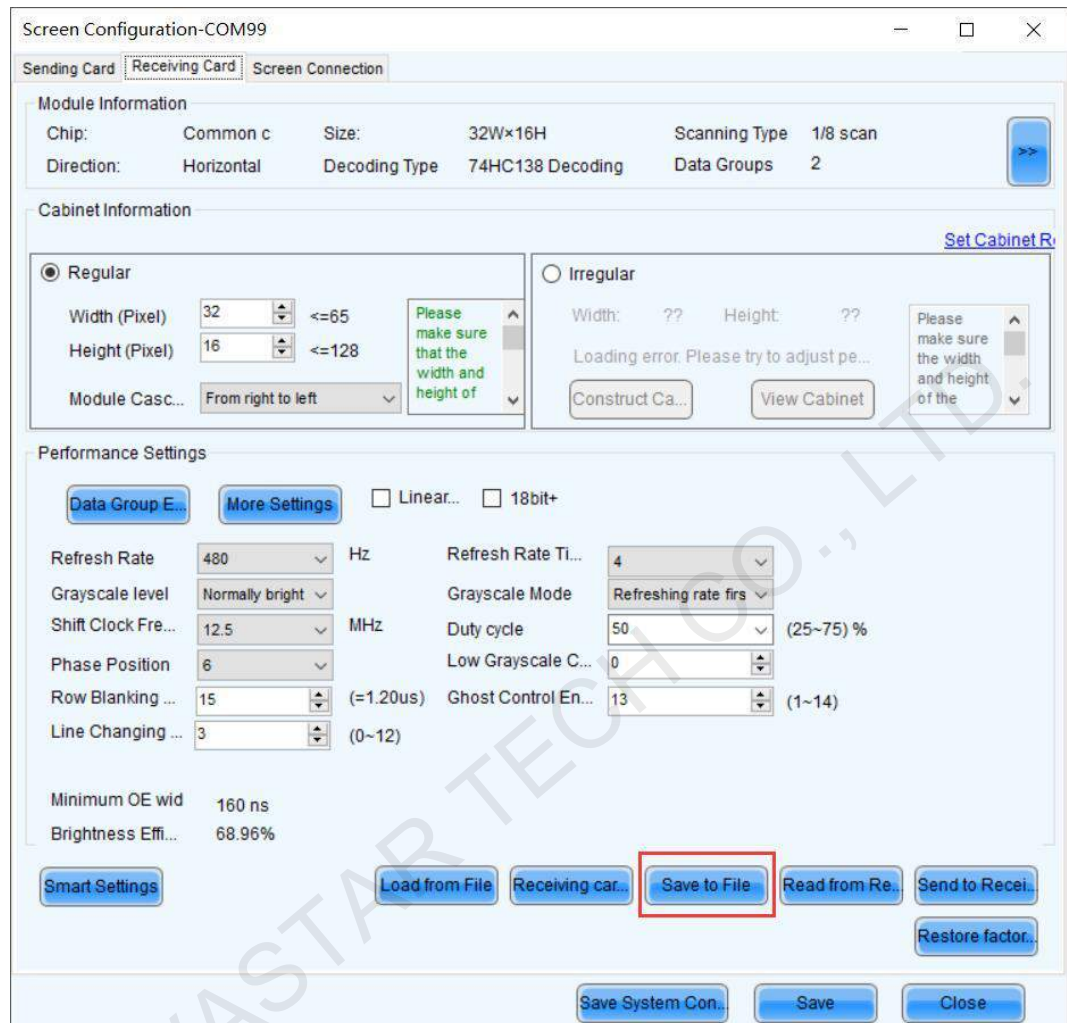 Screen Configuration-COM99
Sending Card Receiving Card Screen Connection
Module Information
Chip: Common c Size: 32W×16H Scanning Type 1/8 scan
Direction: Horizontal Decoding Type 74HC138 Decoding Data Groups 2
>>
Cabinet Information
Set Cabinet R
Regular
Width (Pixel) 32 <=65
Height (Pixel) 16 <=128
Module Casc... From right to left
Please
make sure
that the
width and
height of
Irregular
Width: ?? Height: ??
Loading error. Please try to adjust pe...
Construct Ca... View Cabinet
Please
make sure
the width
and height
of the
Performance Settings
Data Group E... More Settings Linear... 18bit+
Refresh Rate 480 Hz Refresh Rate Ti... 4
Grayscale level Normally bright Grayscale Mode Refreshing rate firs
Shift Clock Fre... 12.5 MHz Duty cycle 50 (25~75) %
Phase Position 6 Low Grayscale C... 0
Row Blanking ... 15 (=1.20us) Ghost Control En... 13 (1~14)
Line Changing ... 3 (0~12)
Minimum OE wid 160 ns
Brightness Effi... 68.96%
Smart Settings Load from File Receiving car... Save to File Read from Re... Send to Recei...
Restore factor...
Save System Con... Save Close
ASTAR TECH CO., LTD.